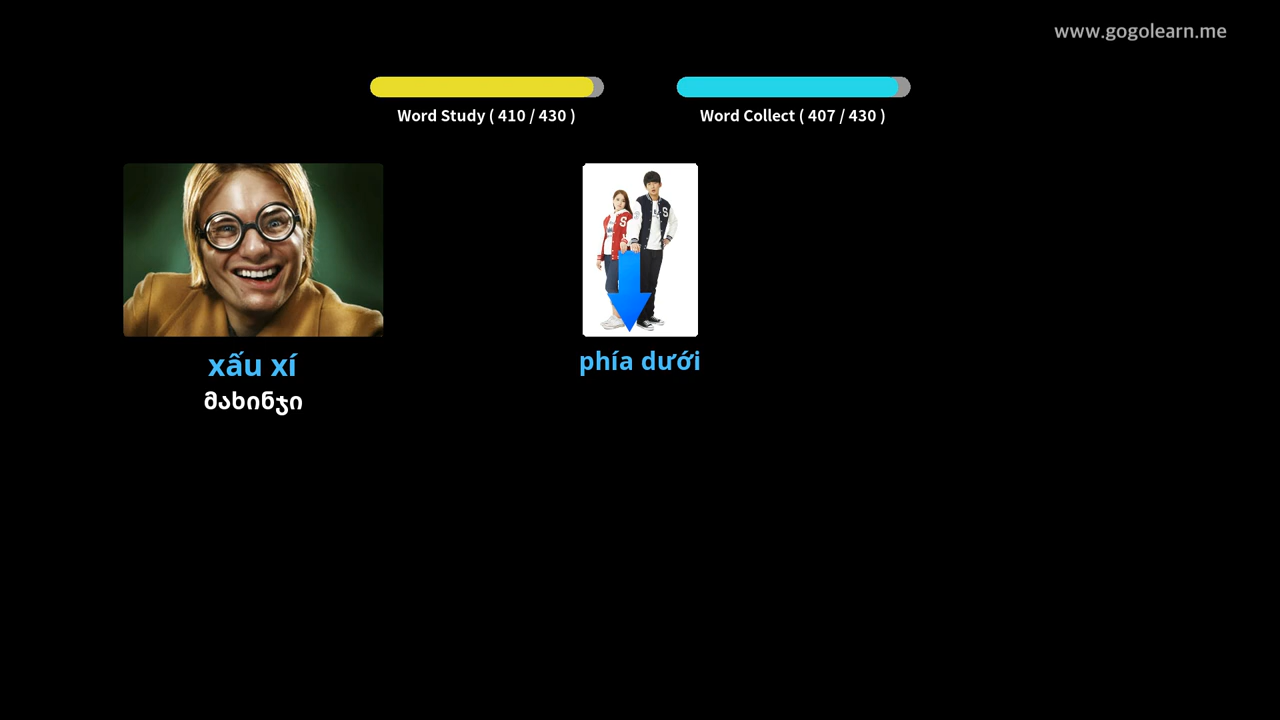 www.gogolearn.me
Word Study ( 410 / 430 )
Word Collect ( 407 / 430 )
xấu xí
მახინჯი
phía dưới
S
S